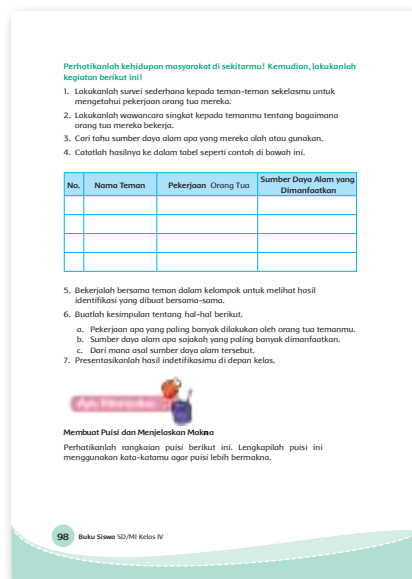 Perhatikanlah kehidupan masyarakat di sekitarmu! Kemudian, lakukanlah
kegiatan berikut ini!
1. Lakukanlah survei sederhana kepada teman-teman sekelasmu untuk
mengetahui pekerjaan orang tua mereka.
2. Lakukanlah wawancara singkat kepada temanmu tentang bagaimana
orang tua mereka bekerja.
3. Cari tahu sumber daya alam apa yang mereka olah atau gunakan.
4. Catatlah hasilnya ke dalam tabel seperti contoh di bawah ini.
No. Nama Teman Pekerjaan Orang Tua Sumber Daya Alam yang
Dimanfaatkan
5. Bekerjalah bersama teman dalam kelompok untuk melihat hasil
identifikasi yang dibuat bersama-sama.
6. Buatlah kesimpulan tentang hal-hal berikut.
a. Pekerjaan apa yang paling banyak dilakukan oleh orang tua temanmu.
b. Sumber daya alam apa sajakah yang paling banyak dimanfaatkan.
c. Dari mana asal sumber daya alam tersebut.
7. Presentasikanlah hasil indetifikasimu di depan kelas.
Membuat Puisi dan Menjelaskan Makna
Perhatikanlah rangkaian puisi berikut ini. Lengkapilah puisi ini
menggunakan kata-katamu agar puisi lebih bermakna.
98 Buku Siswa SD/MI Kelas IV